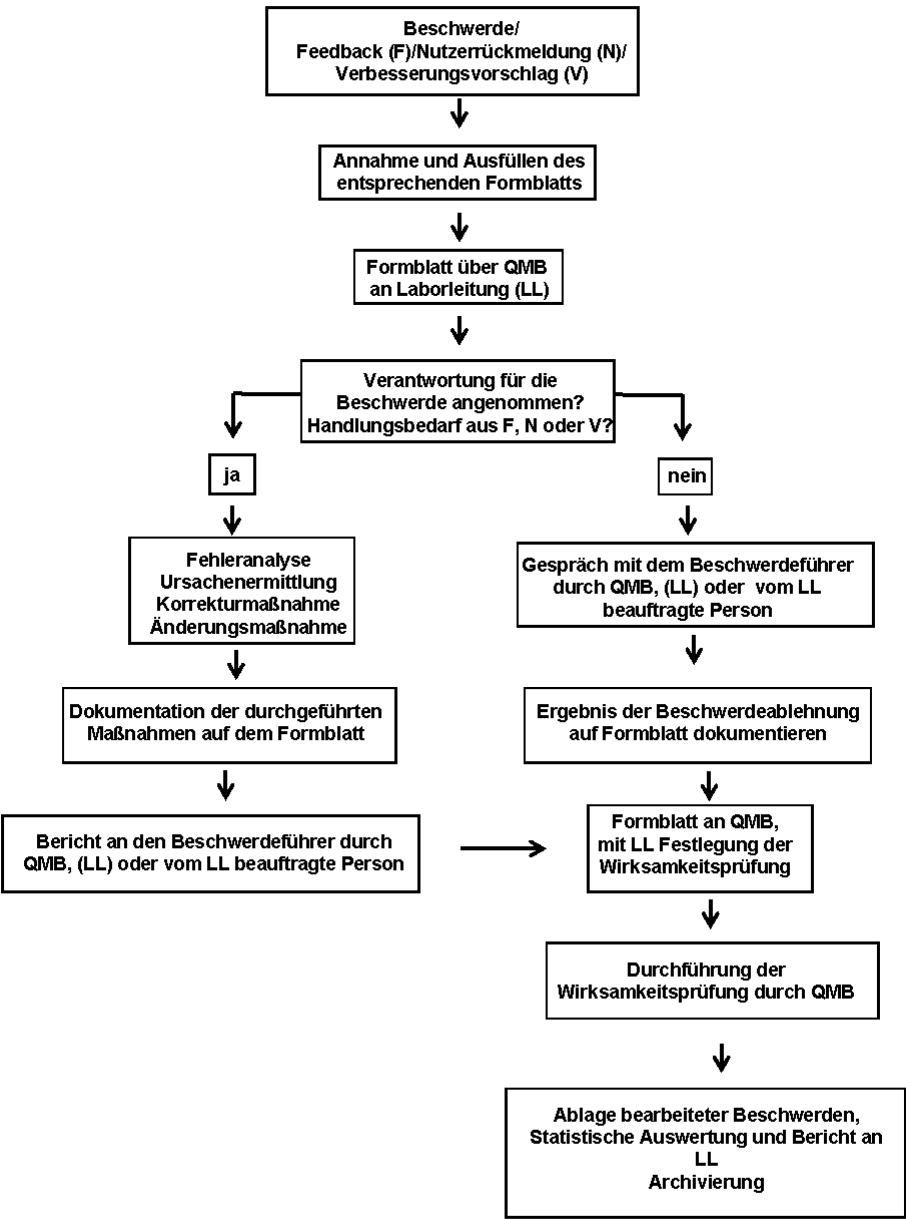 Beschwerde/
Feedback (F)/Nutzerrückmeldung (N)/
Verbesserungsvorschlag (V)
Annahme und Ausfüllen des
entsprechenden Formblatts
Formblatt über QMB
an Laborleitung (LL)
Verantwortung für die
Beschwerde angenommen?
Handlungsbedarf aus F, N oder V?
ja
Fehleranalyse
Ursachenermittlung
Korrekturmaßnahme
Änderungsmaßnahme
Dokumentation der durchgeführten
Maßnahmen auf dem Formblatt
Bericht an den Beschwerdeführer durch
QMB, (LL) oder vom LL beauftragte Person
nein
Gespräch mit dem Beschwerdeführer
durch QMB, (LL) oder vom LL
beauftragte Person
Ergebnis der Beschwerdeablehnung
auf Formblatt dokumentieren
Formblatt an QMB,
mit LL Festlegung der
Wirksamkeitsprüfung
Durchführung der
Wirksamkeitsprüfung durch QMB
Ablage bearbeiteter Beschwerden,
Statistische Auswertung und Bericht an
LL
Archivierung